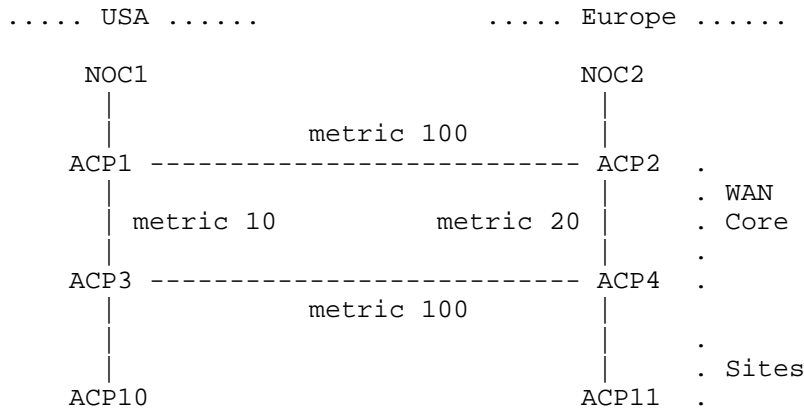 ..... USA ......                  ..... Europe ......
NOC1                              NOC2
metric 100
ACP1 --------------------------- ACP2   .
. WAN
metric 10            metric 20    . Core
.
ACP3 --------------------------- ACP4   .
metric 100
.
. Sites
ACP10                            ACP11  .